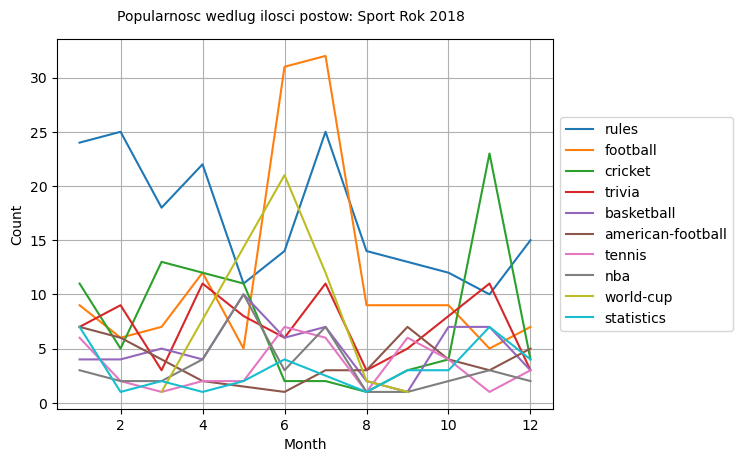 Popularnosc wedlug ilosci postow: Sport Rok 2018
Count
30
25
20
15
10
5
0
2 4 6 8 10 12
Month
rules
football
cricket
trivia
basketball
american-football
tennis
nba
world-cup
statistics